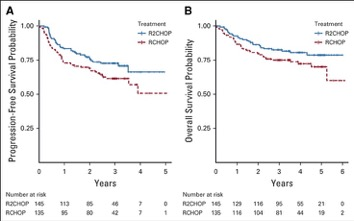 A
B
Treatment
R2CHOP
RCHOP
Treatment
R2CHOP
RCHOP
Progression-Free Survival Probability
1.00
0.75
0.50
0.25
0 1 2 3 4 5
Years
Overall Survival Probability
1.00
0.75
0.50
0.25
0 1 2 3 4 5 6
Years
Number at risk
R2CHOP 145 113 85 46 7 0
RCHOP 135 95 80 42 7 1
Number at risk
R2CHOP 145 129 116 95 55 21 0
RCHOP 135 116 104 81 44 19 2